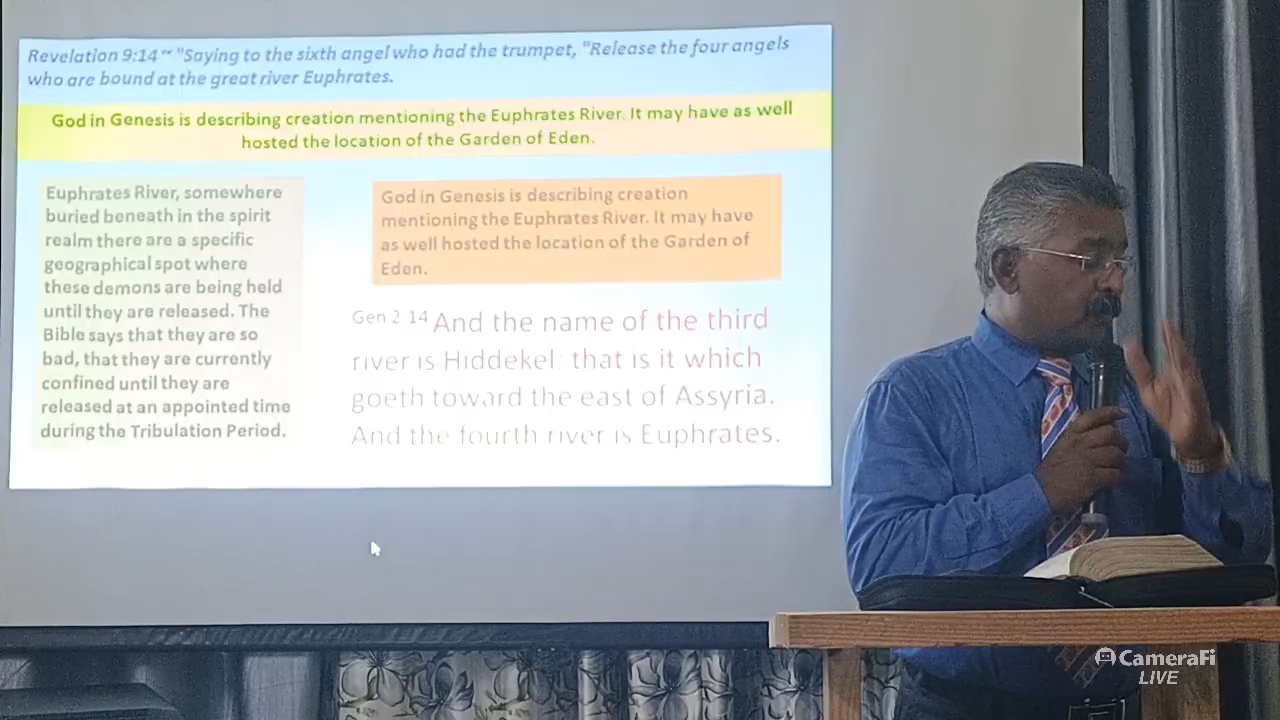 Revelation 9:14 ~ "Saying to the sixth angel who had the trumpet, "Release the four angels
who are bound at the great river Euphrates.
God in Genesis is describing creation mentioning the Euphrates River. It may have as well
hosted the location of the Garden of Eden.
Euphrates River, somewhere
buried beneath in the spirit
realm there are a specific
geographical spot where
these demons are being held
until they are released. The
Bible says that they are so
bad, that they are currently
confined until they are
released at an appointed time
during the Tribulation Period.
God in Genesis is describing creation
mentioning the Euphrates River. It may have
as well hosted the location of the Garden of
Eden.
Gen 2 14 And the name of the third
river is Hiddekel: that is it which
goeth toward the east of Assyria.
And the fourth river is Euphrates.
CameraFi
LIVE